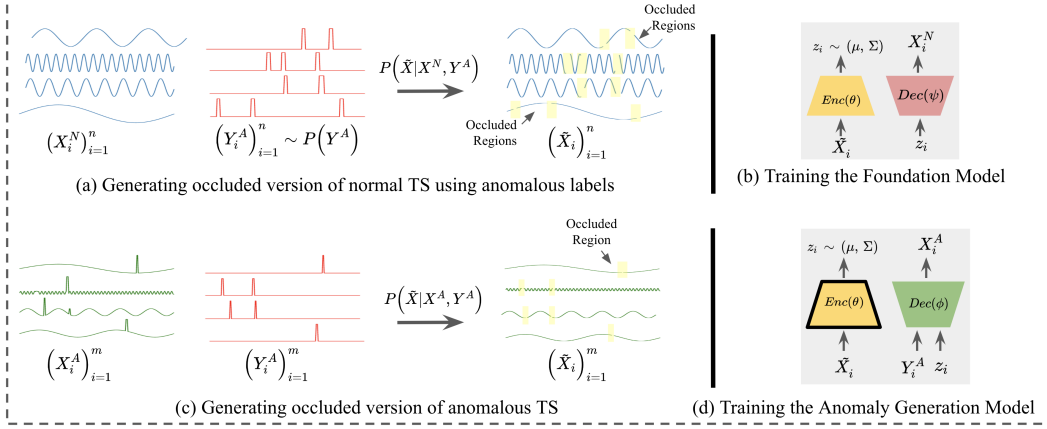 Occluded
Regions
P(X̃|X^N, Y^A)
Occluded
Regions
(X_i^N)_{i=1}^n
(Y_i^A)_{i=1}^n ∼ P(Y^A)
(X̃_i)_{i=1}^n
(a) Generating occluded version of normal TS using anomalous labels
z_i ∼ (μ, Σ)
X_i^N
Enc(θ)
Dec(ψ)
X̃_i
z_i
(b) Training the Foundation Model
Occluded
Region
P(X̃|X^A, Y^A)
(X_i^A)_{i=1}^m
(Y_i^A)_{i=1}^m
(X̃_i)_{i=1}^m
(c) Generating occluded version of anomalous TS
z_i ∼ (μ, Σ)
X_i^A
Enc(θ)
Dec(ϕ)
X̃_i
Y_i^A
z_i
(d) Training the Anomaly Generation Model